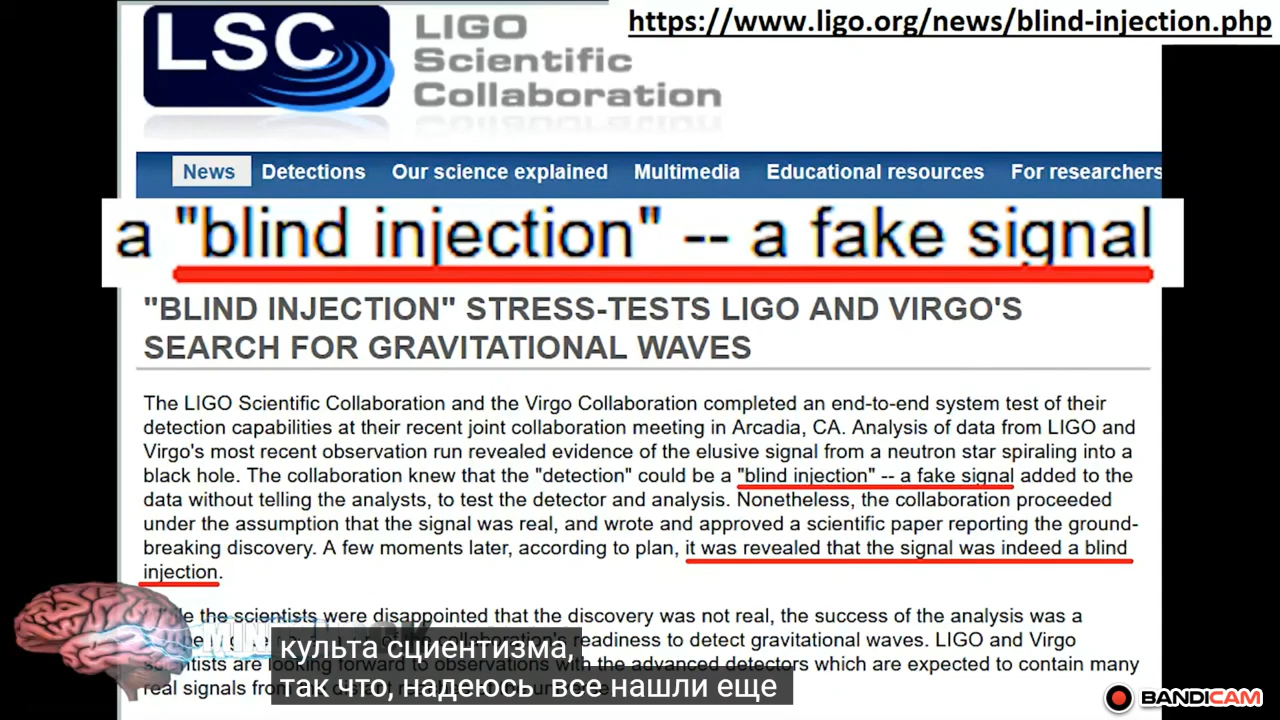 https://www.ligo.org/news/blind-injection.php
LSC
LIGO
Scientific
Collaboration
News Detections Our science explained Multimedia Educational resources For researchers
a "blind injection" -- a fake signal
"BLIND INJECTION" STRESS-TESTS LIGO AND VIRGO'S
SEARCH FOR GRAVITATIONAL WAVES
The LIGO Scientific Collaboration and the Virgo Collaboration completed an end-to-end system test of their
detection capabilities at their recent joint collaboration meeting in Arcadia, CA. Analysis of data from LIGO and
Virgo's most recent observation run revealed evidence of the elusive signal from a neutron star spiraling into a
black hole. The collaboration knew that the "detection" could be a "blind injection" -- a fake signal added to the
data without telling the analysts, to test the detector and analysis. Nonetheless, the collaboration proceeded
under the assumption that the signal was real, and wrote and approved a scientific paper reporting the ground-
breaking discovery. A few moments later, according to plan, it was revealed that the signal was indeed a blind
injection.
the scientists were disappointed that the discovery was not real, the success of the analysis was a
readiness to detect gravitational waves. LIGO and Virgo
are looking forward to observations with the advanced detectors which are expected to contain many
real signals from
культа сциентизма,
так что, надеюсь все нашли еще
BANDICAM